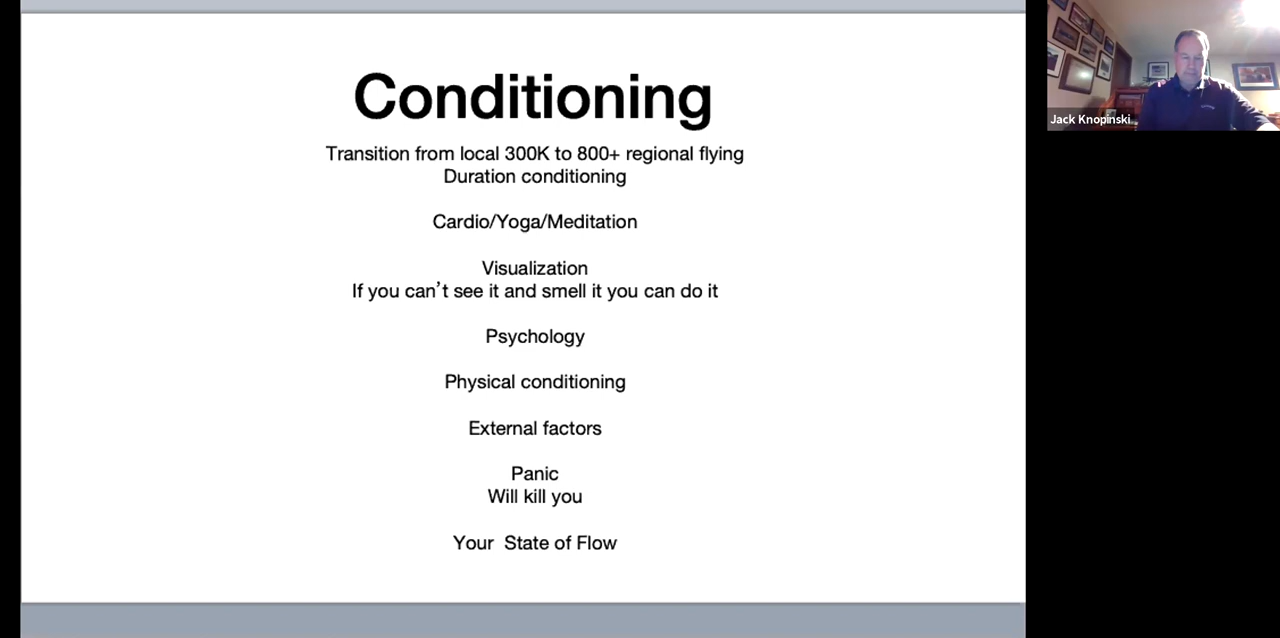 Conditioning
Transition from local 300K to 800+ regional flying
Duration conditioning
Cardio/Yoga/Meditation
Visualization
If you can't see it and smell it you can do it
Psychology
Physical conditioning
External factors
Panic
Will kill you
Your  State of Flow
Jack Knopinski